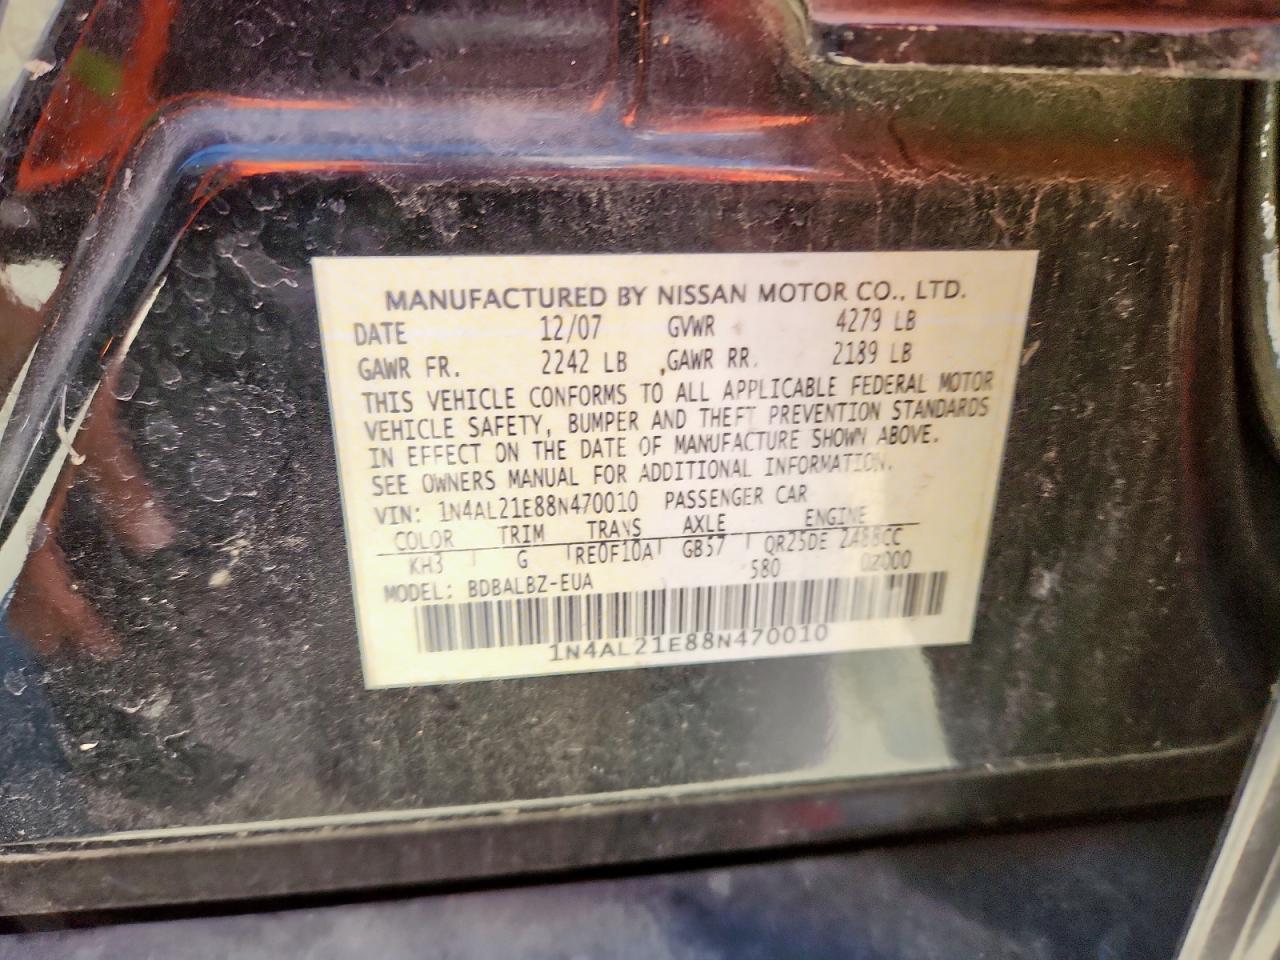 MANUFACTURED BY NISSAN MOTOR CO., LTD.
DATE 12/07 GVWR 4279 LB
GAWR FR. 2242 LB GAWR RR. 2189 LB
THIS VEHICLE CONFORMS TO ALL APPLICABLE FEDERAL MOTOR
VEHICLE SAFETY, BUMPER AND THEFT PREVENTION STANDARDS
IN EFFECT ON THE DATE OF MANUFACTURE SHOWN ABOVE.
SEE OWNERS MANUAL FOR ADDITIONAL INFORMATION.
VIN: 1N4AL21E88N470010 PASSENGER CAR
COLOR TRIM TRANS AXLE ENGINE
KH3 G RE0F10A GB57 QR25DE
580
MODEL: BDBALBZ-EUA
1N4AL21E88N470010